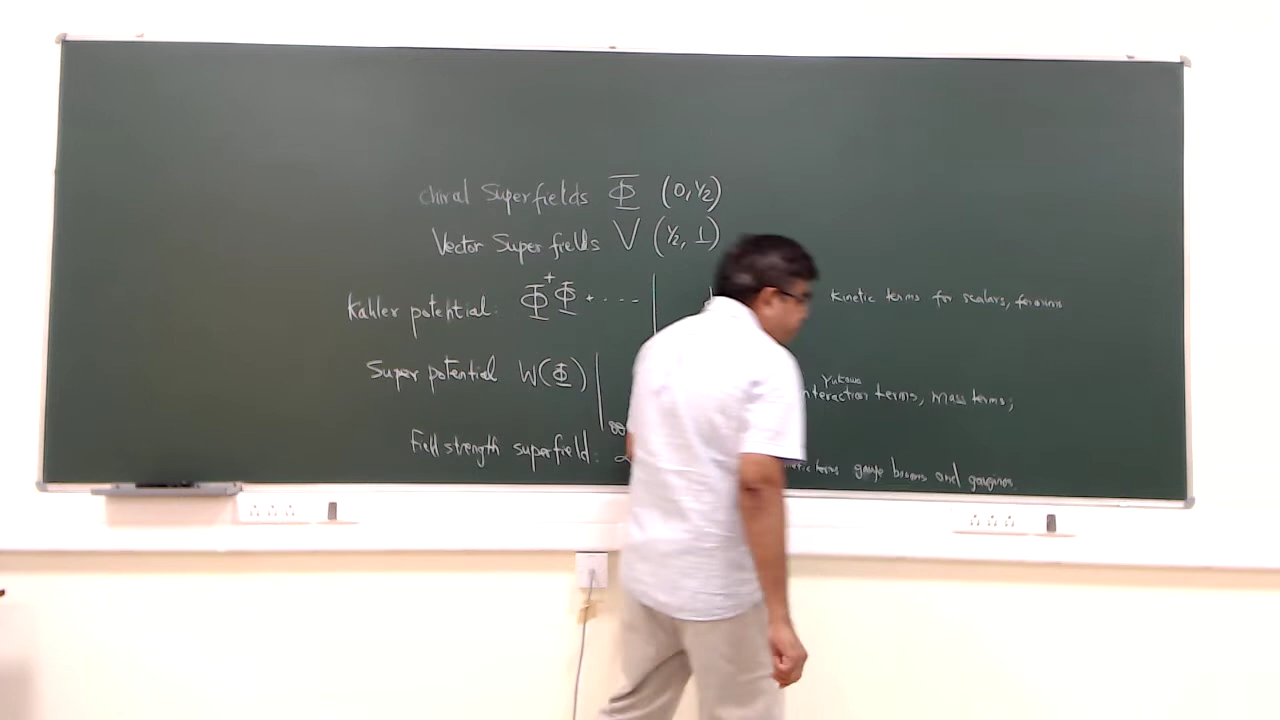 chiral Superfields Φ (0, 1/2)
Vector Super fields V (1/2, 1)
Kahler potential: Φ⁺Φ + ....| kinetic terms for scalars, fermions
Super potential W(Φ)|θθ Yukawa interaction terms, Mass terms;
Field strength superfield: terms gauge bosons and gauginos.